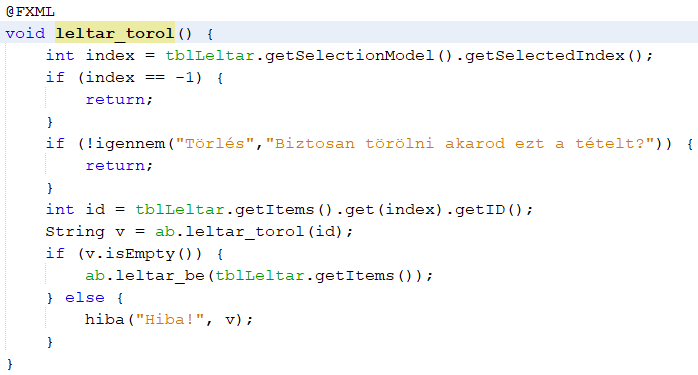 @FXML
void leltar_torol() {
    int index = tblLeltar.getSelectionModel().getSelectedIndex();
    if (index == -1) {
        return;
    }
    if (!igennem("Törlés","Biztosan törölni akarod ezt a tételt?")) {
        return;
    }
    int id = tblLeltar.getItems().get(index).getID();
    String v = ab.leltar_torol(id);
    if (v.isEmpty()) {
        ab.leltar_be(tblLeltar.getItems());
    } else {
        hiba("Hiba!", v);
    }
}